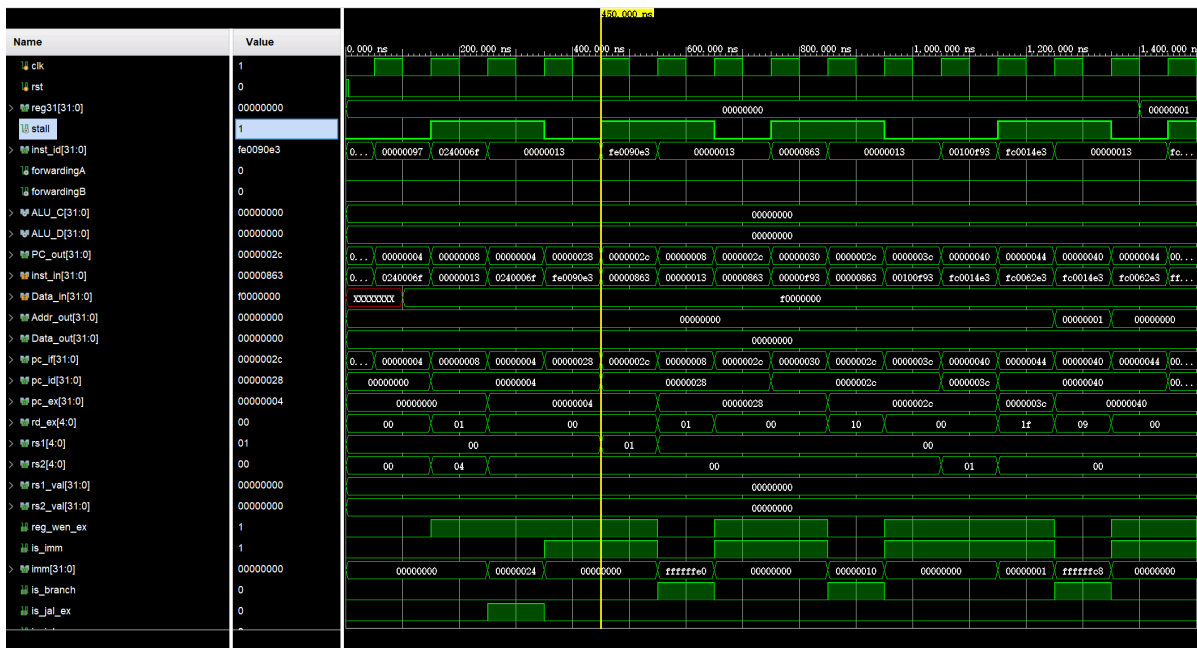 450.000 ns
Name Value 0.000 ns 200.000 ns 400.000 ns 600.000 ns 800.000 ns 1,000.000 ns 1,200.000 ns 1,400.000 n
clk 1
rst 0
reg31[31:0] 00000000 00000000 00000001
stall 1
inst_id[31:0] fe0090e3 0... 00000097 0240006f 00000013 fe0090e3 00000013 00000863 00000013 00100f93 fc0014e3 00000013 fc...
forwardingA 0
forwardingB 0
ALU_C[31:0] 00000000 00000000
ALU_D[31:0] 00000000 00000000
PC_out[31:0] 0000002c 0... 00000004 00000008 00000004 00000028 0000002c 00000008 0000002c 00000030 0000002c 0000003c 00000040 00000044 00000040 00000044 00...
inst_in[31:0] 00000863 0... 0240006f 00000013 0240006f fe0090e3 00000863 00000013 00000863 00000f93 00000863 00100f93 fc0014e3 fc0062e3 fc0014e3 fc0062e3 ff...
Data_in[31:0] f0000000 XXXXXXXX f0000000
Addr_out[31:0] 00000000 00000000 00000001 00000000
Data_out[31:0] 00000000 00000000
pc_if[31:0] 0000002c 0... 00000004 00000008 00000004 00000028 0000002c 00000008 0000002c 00000030 0000002c 0000003c 00000040 00000044 00000040 00000044 00...
pc_id[31:0] 00000028 00000000 00000004 00000028 0000002c 0000003c 00000040 00...
pc_ex[31:0] 00000004 00000000 00000004 00000028 0000002c 0000003c 00000040
rd_ex[4:0] 00 00 01 00 01 00 10 00 1f 09 00
rs1[4:0] 01 00 01 00
rs2[4:0] 00 00 04 00 01 00
rs1_val[31:0] 00000000 00000000
rs2_val[31:0] 00000000 00000000
reg_wen_ex 1
is_imm 1
imm[31:0] 00000000 00000000 00000024 00000000 ffffffe0 00000000 00000010 00000000 00000001 ffffffc8 00000000
is_branch 0
is_jal_ex 0